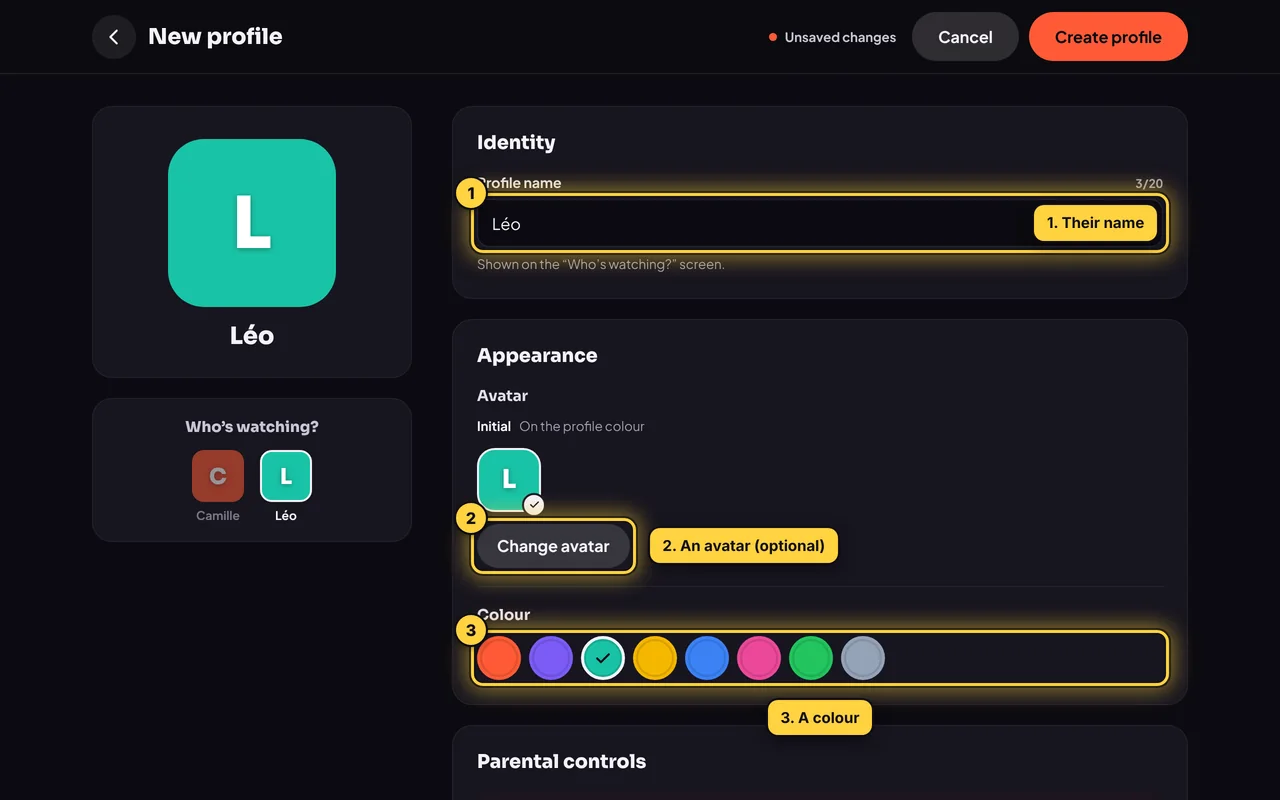 New profile
Unsaved changes
Cancel
Create profile
L
Léo
Who’s watching?
C
L
Camille
Léo
Identity
Profile name
3/20
1
Léo
1. Their name
Shown on the “Who’s watching?” screen.
Appearance
Avatar
Initial On the profile colour
L
2
Change avatar
2. An avatar (optional)
Colour
3
3. A colour
Parental controls